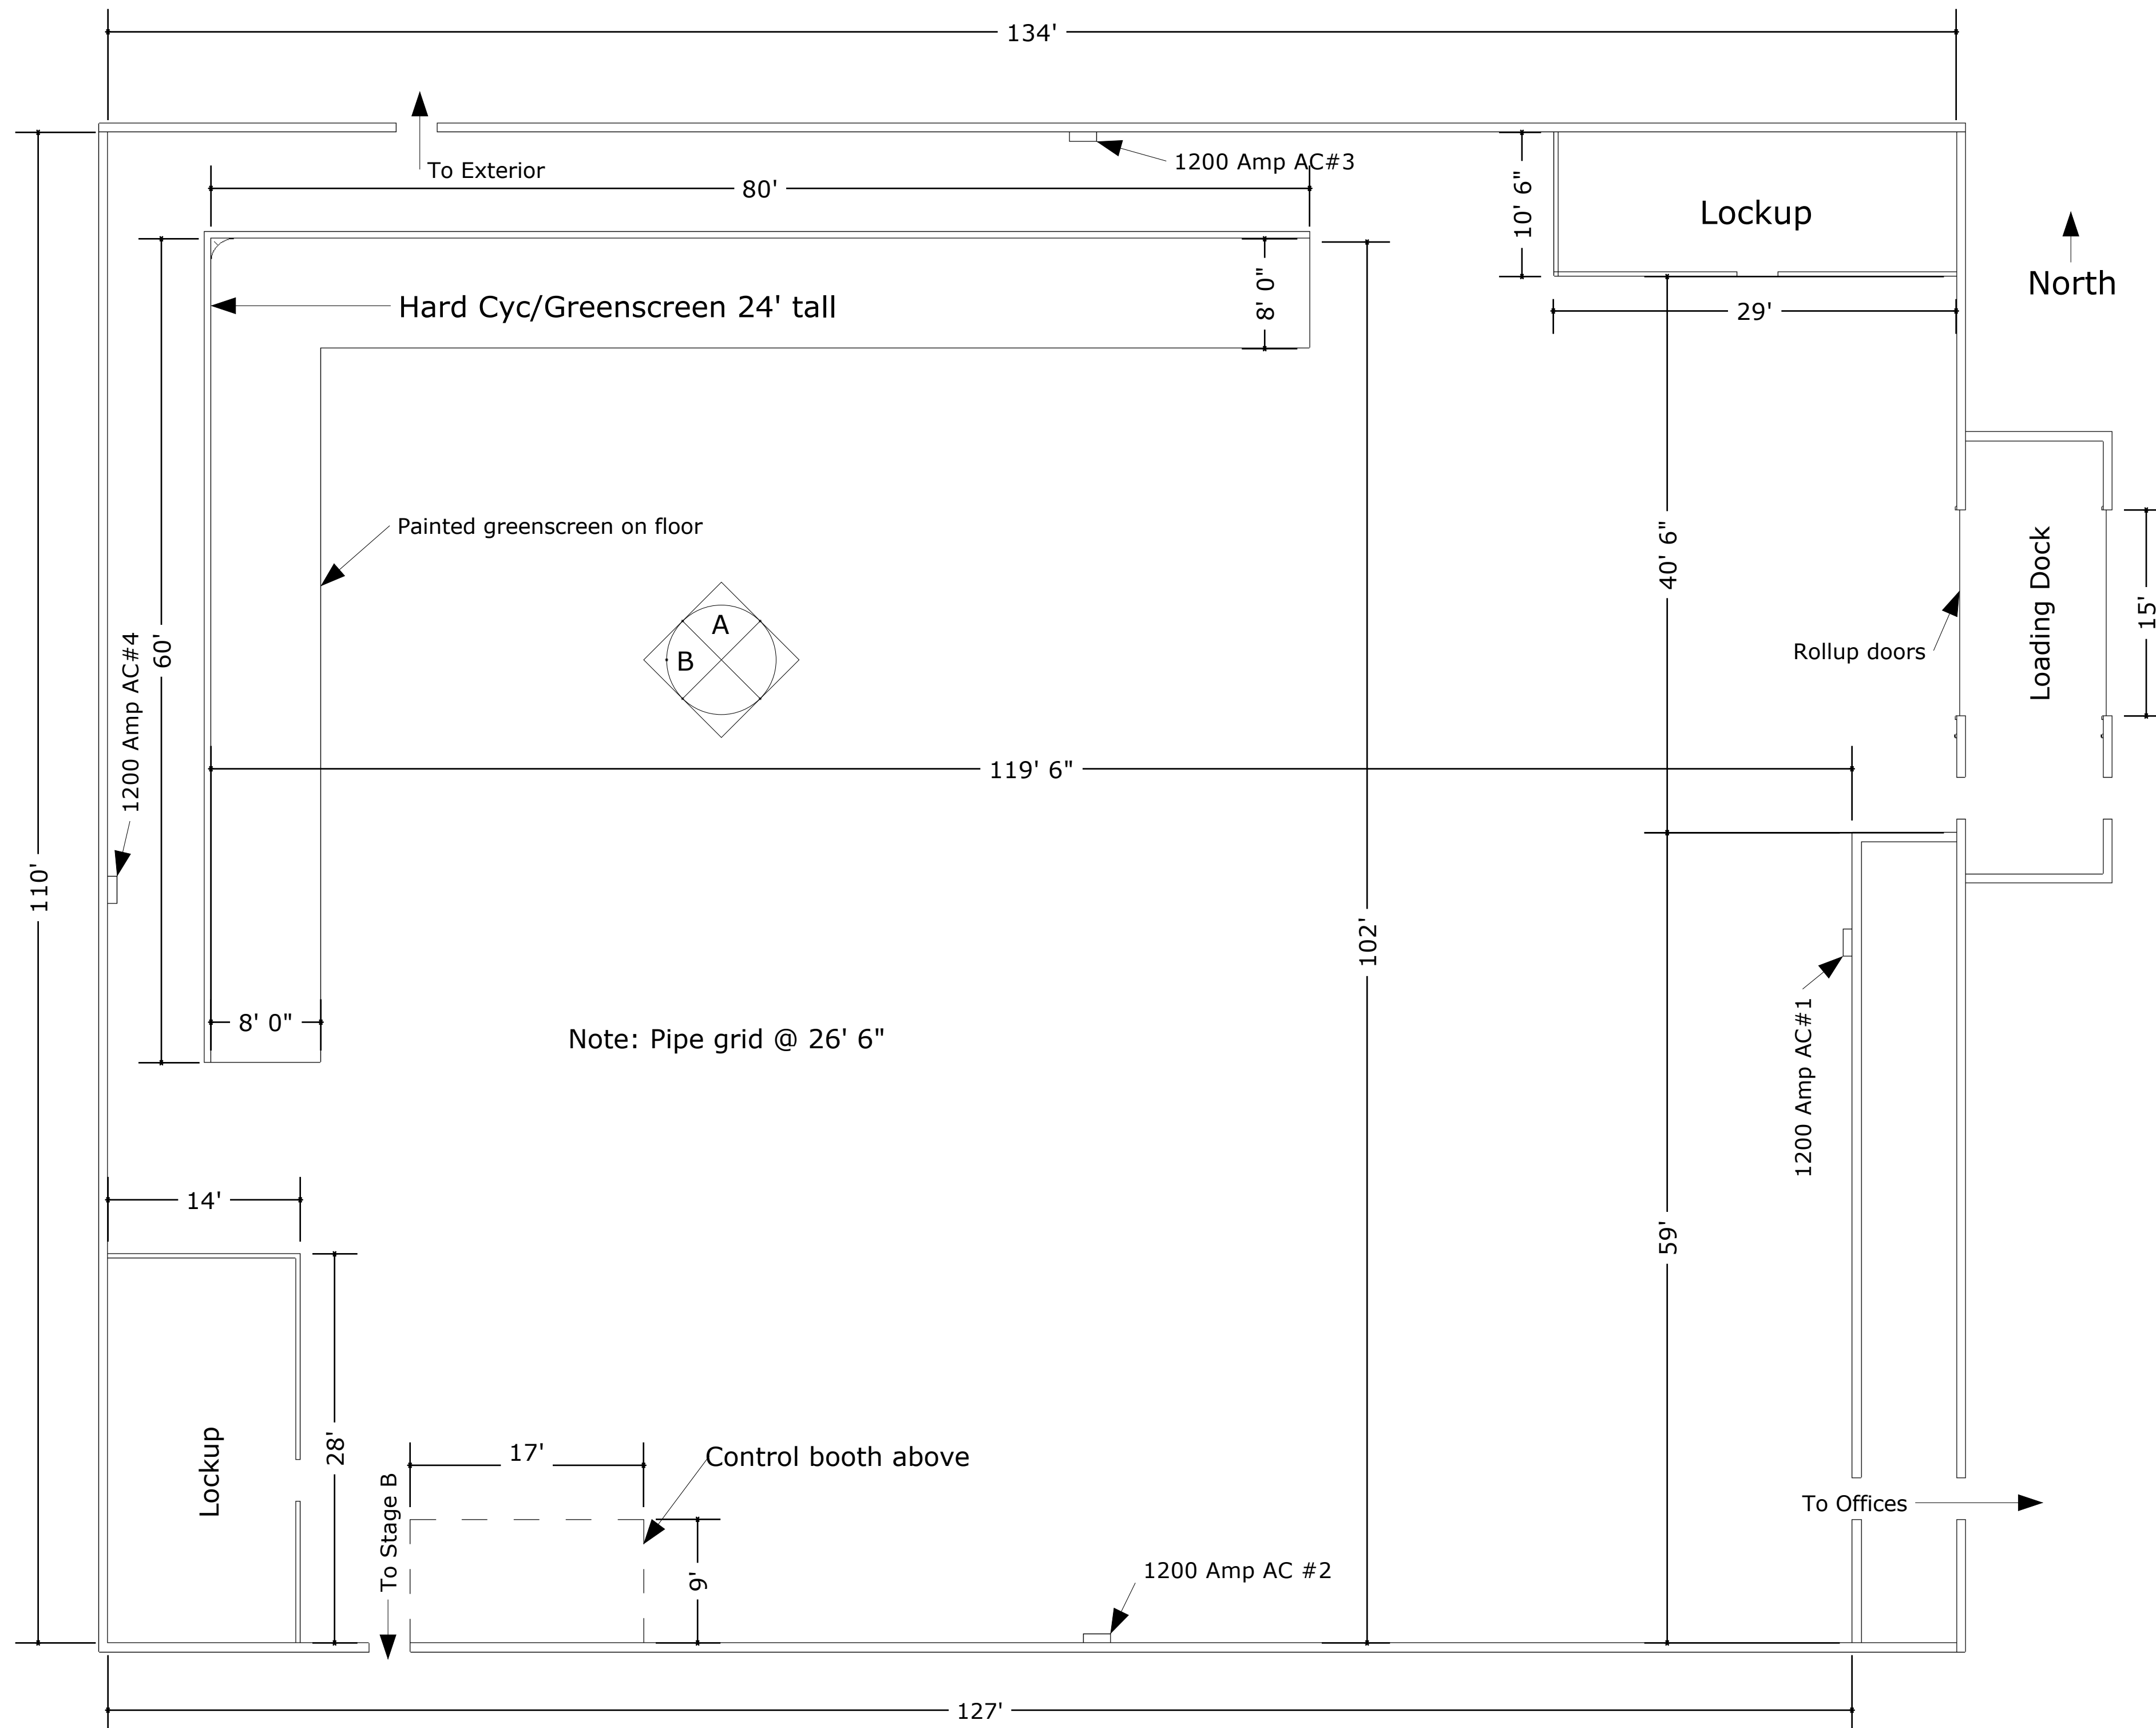 134'
To Exterior
1200 Amp AC#3
80'
10' 6"
Lockup
North
8' 0"
Hard Cyc/Greenscreen 24' tall
29'
Painted greenscreen on floor
40' 6"
Loading Dock
15'
A
B
Rollup doors
60'
1200 Amp AC#4
119' 6"
110'
102'
8' 0"
Note: Pipe grid @ 26' 6"
1200 Amp AC#1
14'
59'
Lockup
28'
17'
Control booth above
To Stage B
To Offices
9'
1200 Amp AC #2
127'